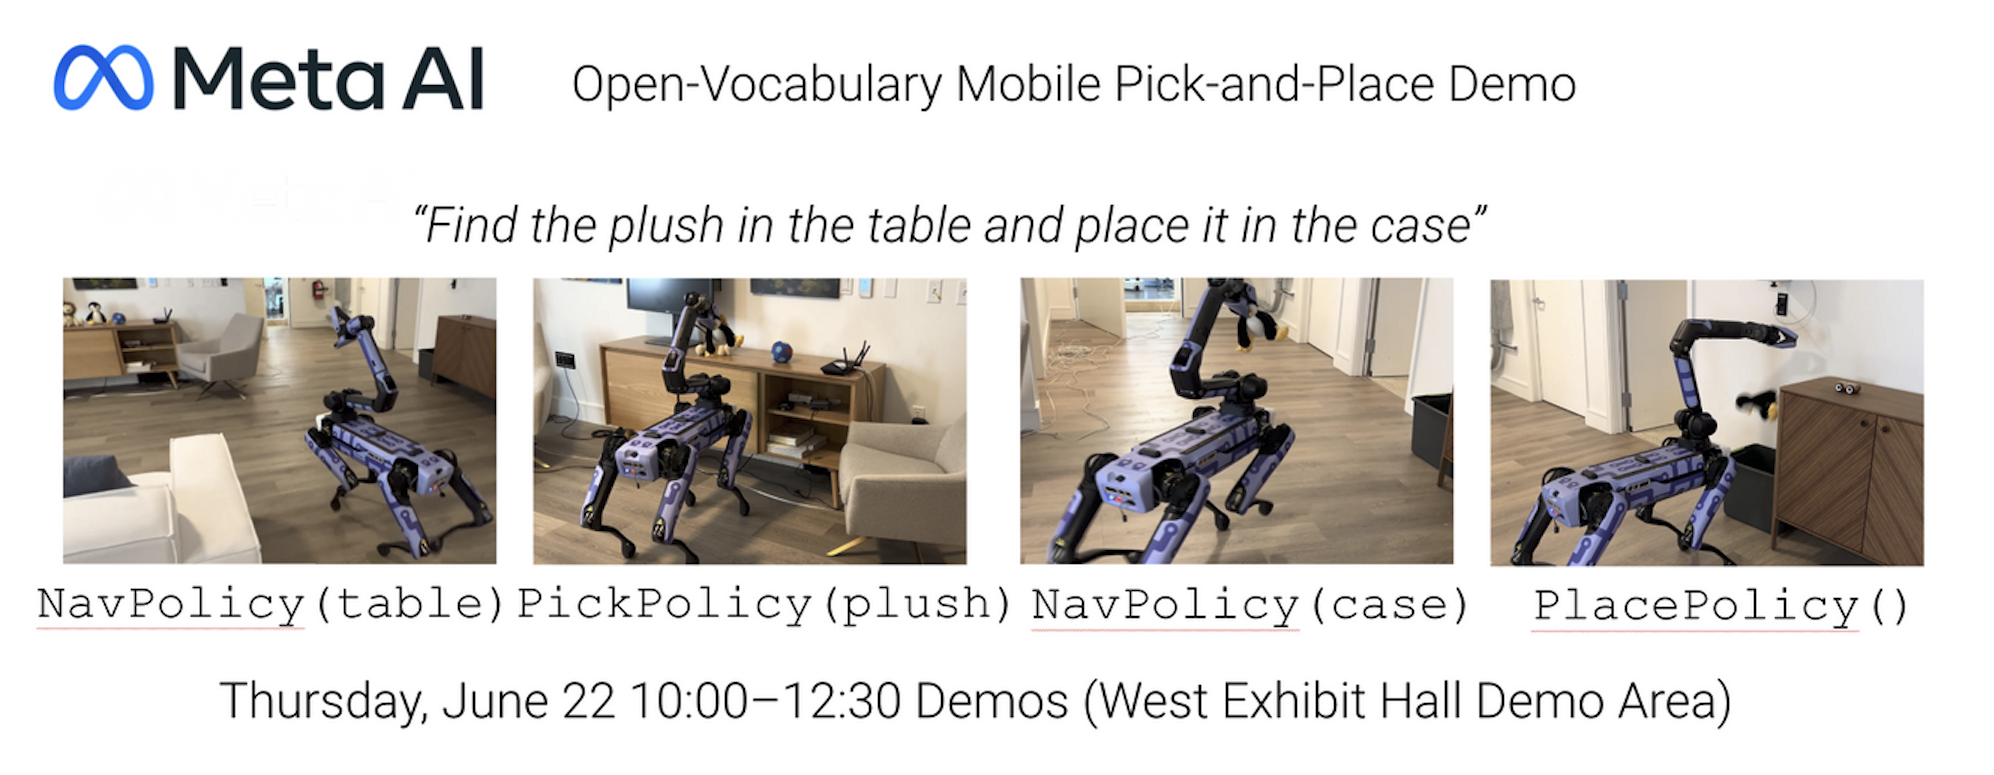 Meta AI
Open-Vocabulary Mobile Pick-and-Place Demo
“Find the plush in the table and place it in the case”
NavPolicy(table)
PickPolicy(plush)
NavPolicy(case)
PlacePolicy()
Thursday, June 22 10:00–12:30 Demos (West Exhibit Hall Demo Area)